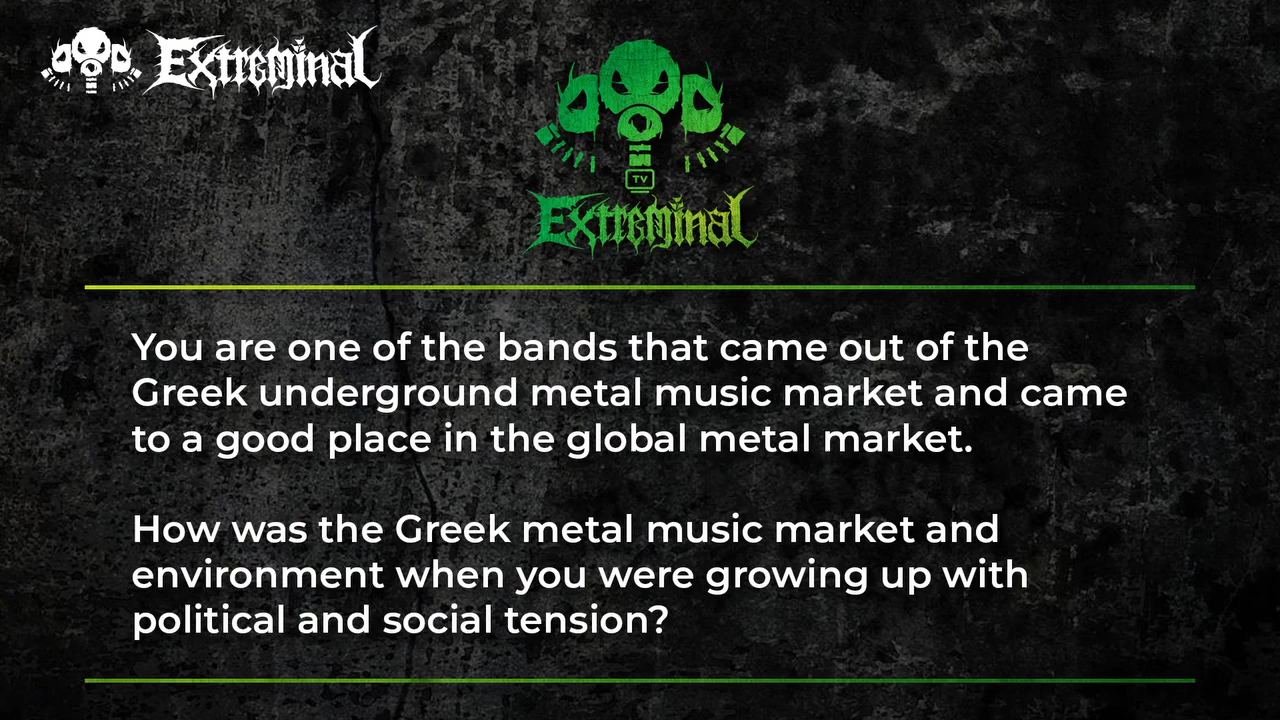 Extreminal
TV
Extreminal
You are one of the bands that came out of the
Greek underground metal music market and came
to a good place in the global metal market.
How was the Greek metal music market and
environment when you were growing up with
political and social tension?